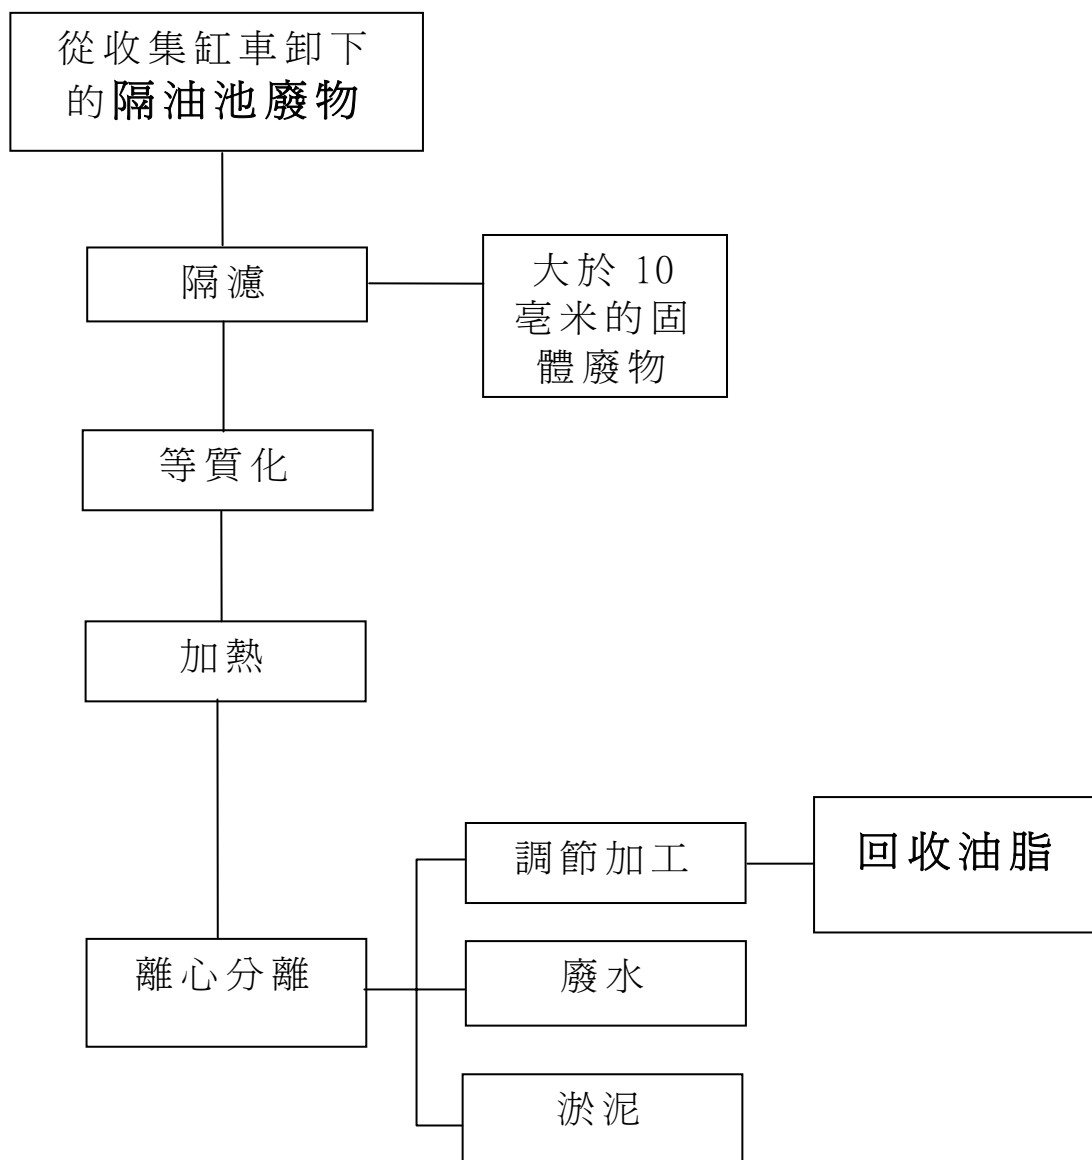 從收集缸車卸下
的隔油池廢物
隔濾
大於 10
毫米的固
體廢物
等質化
加熱
調節加工
回收油脂
離心分離
廢水
淤泥